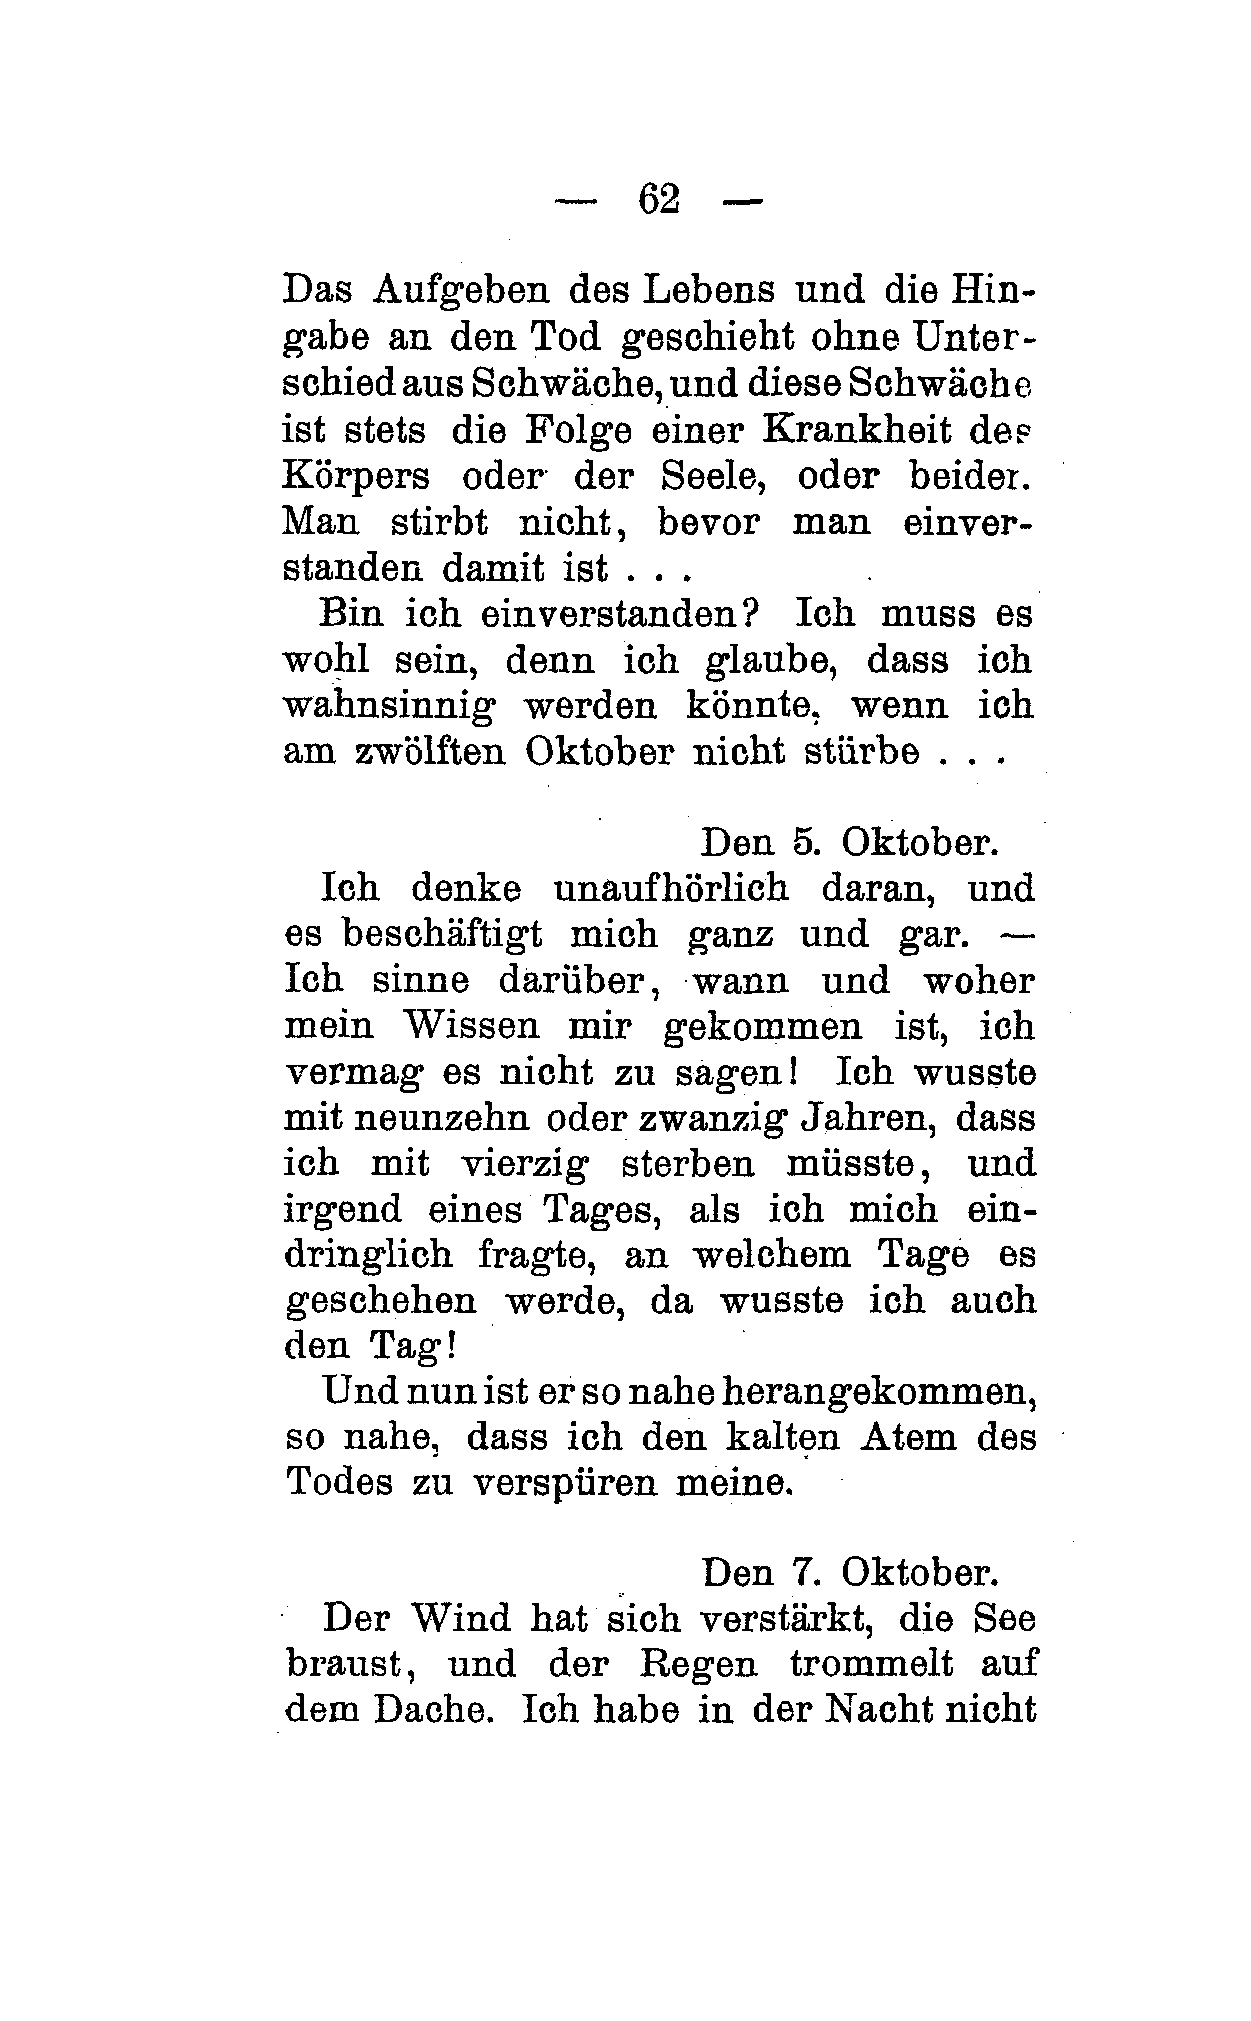 — 62 —
Das Aufgeben des Lebens und die Hin-
gabe an den Tod geschieht ohne Unter-
schied aus Schwäche, und diese Schwäche
ist stets die Folge einer Krankheit des
Körpers oder der Seele, oder beider.
Man stirbt nicht, bevor man einver-
standen damit ist . . .
Bin ich einverstanden? Ich muss es
wohl sein, denn ich glaube, dass ich
wahnsinnig werden könnte, wenn ich
am zwölften Oktober nicht stürbe . . .
Den 5. Oktober.
Ich denke unaufhörlich daran, und
es beschäftigt mich ganz und gar. —
Ich sinne darüber, wann und woher
mein Wissen mir gekommen ist, ich
vermag es nicht zu sagen! Ich wusste
mit neunzehn oder zwanzig Jahren, dass
ich mit vierzig sterben müsste, und
irgend eines Tages, als ich mich ein-
dringlich fragte, an welchem Tage es
geschehen werde, da wusste ich auch
den Tag!
Und nun ist er so nahe herangekommen,
so nahe, dass ich den kalten Atem des
Todes zu verspüren meine.
Den 7. Oktober.
Der Wind hat sich verstärkt, die See
braust, und der Regen trommelt auf
dem Dache. Ich habe in der Nacht nicht